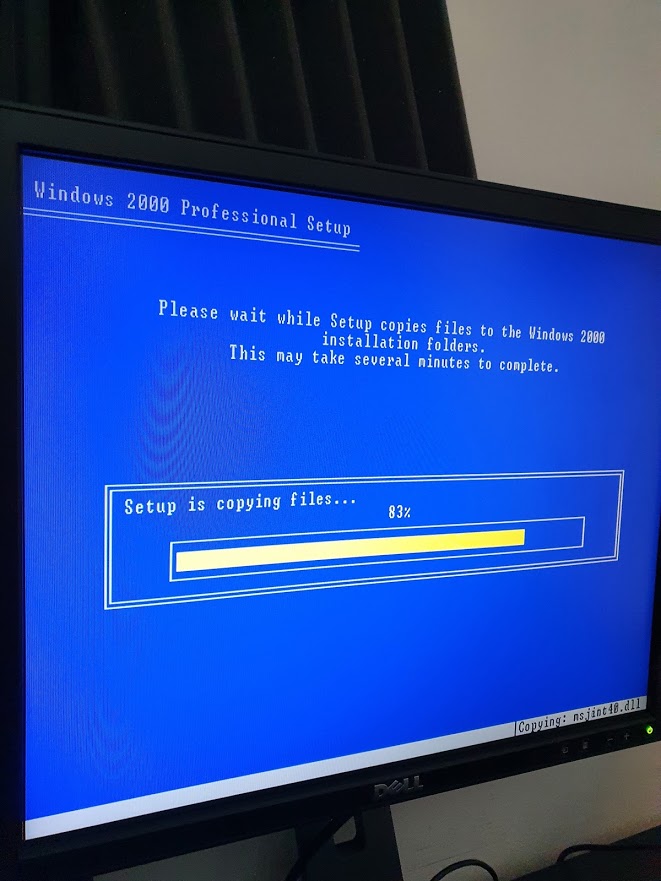 Windows 2000 Professional Setup
Please wait while Setup copies files to the Windows 2000
installation folders.
This may take several minutes to complete.
Setup is copying files...
83%
Copying: msjint40.dll
DELL